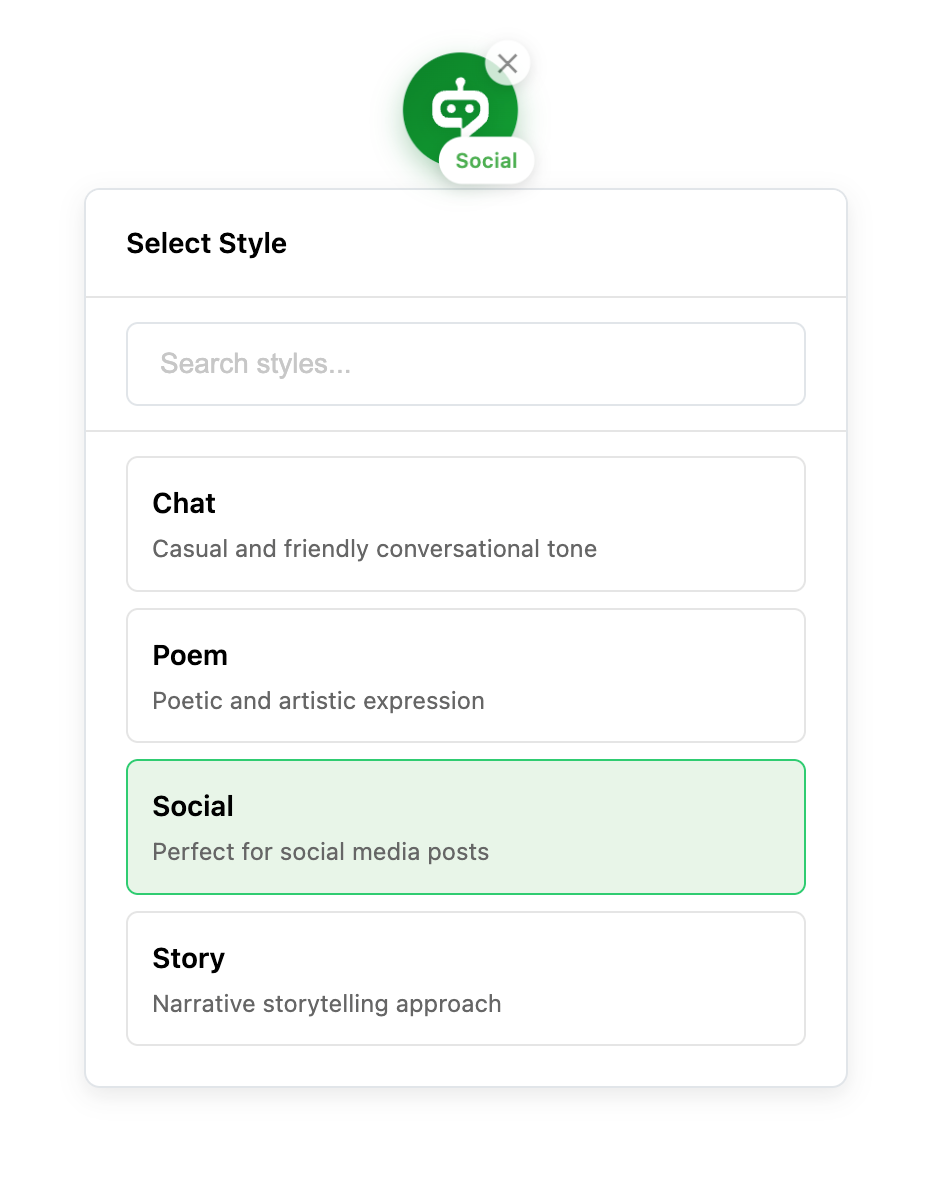 Social
Select Style
Search styles...
Chat
Casual and friendly conversational tone
Poem
Poetic and artistic expression
Social
Perfect for social media posts
Story
Narrative storytelling approach